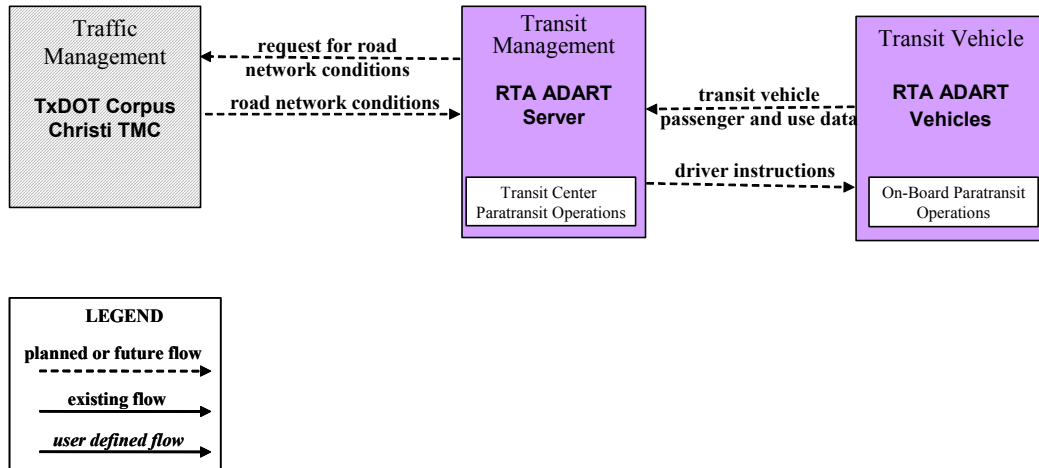 Traffic
Management
TxDOT Corpus
Christi TMC
request for road
network conditions
road network conditions
Transit
Management
RTA ADART
Server
Transit Center
Paratransit Operations
transit vehicle
passenger and use data
driver instructions
Transit Vehicle
RTA ADART
Vehicles
On-Board Paratransit
Operations
LEGEND
planned or future flow
existing flow
user defined flow